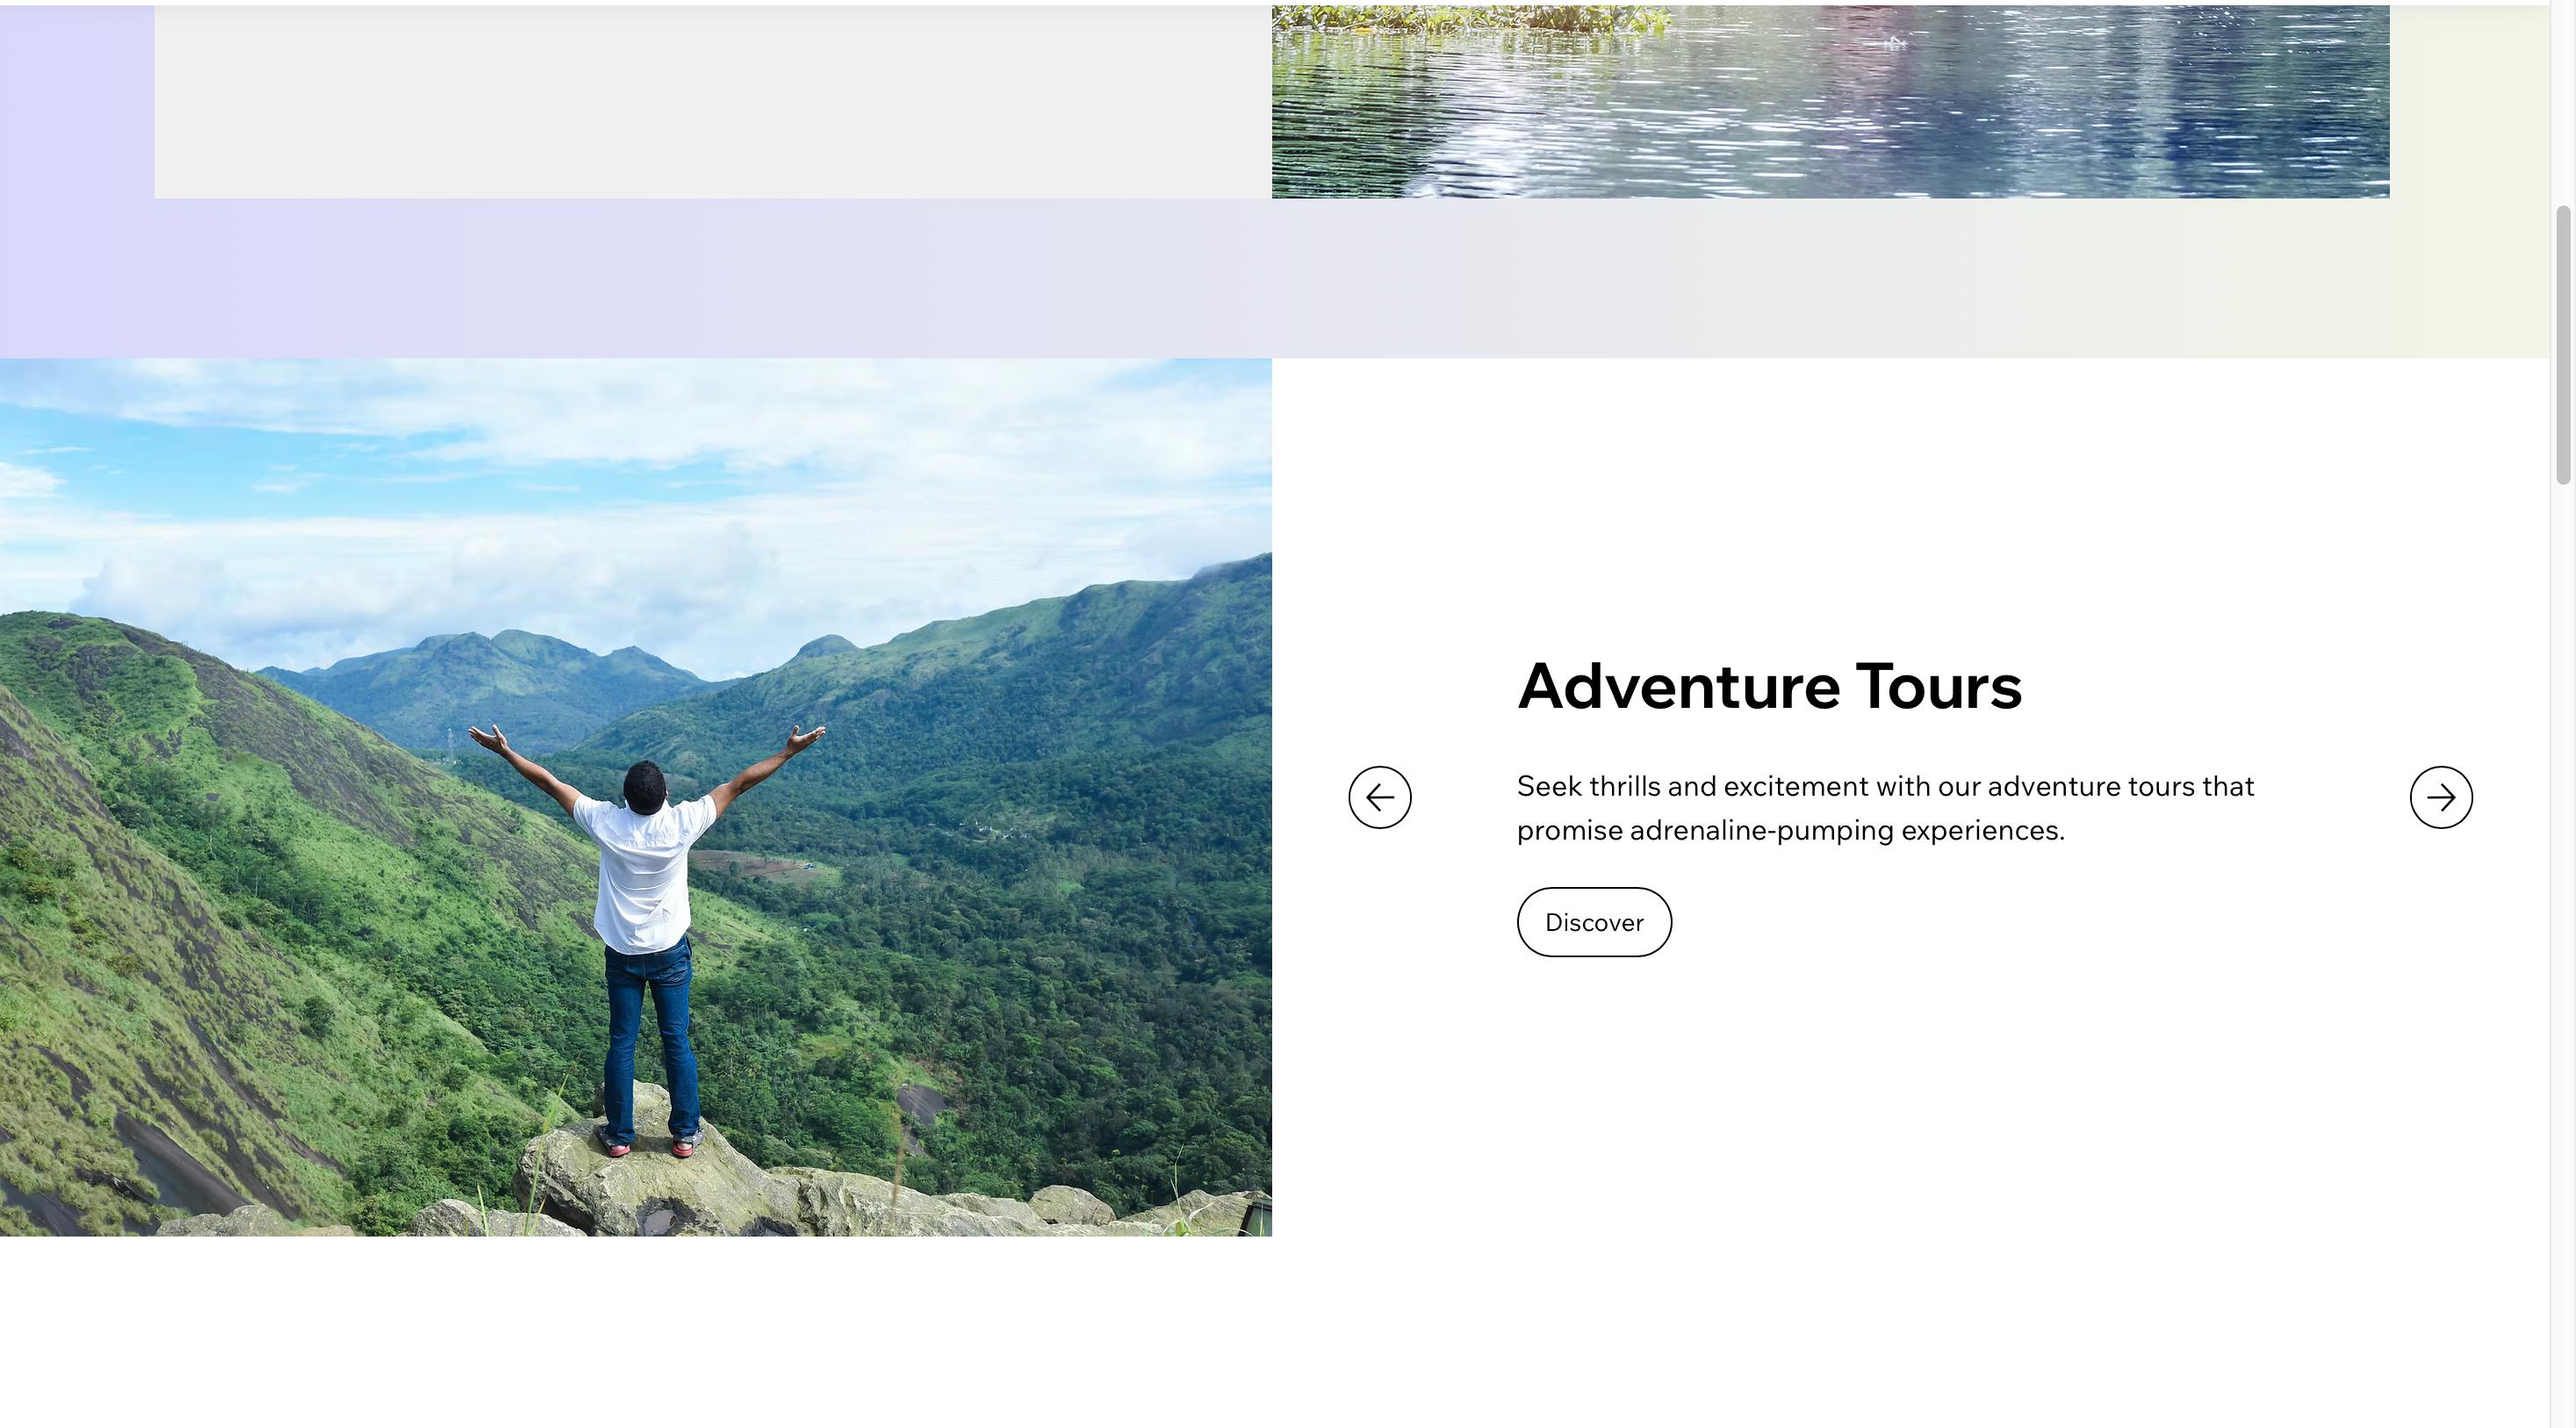 Adventure Tours
Seek thrills and excitement with our adventure tours that
promise adrenaline-pumping experiences.
Discover